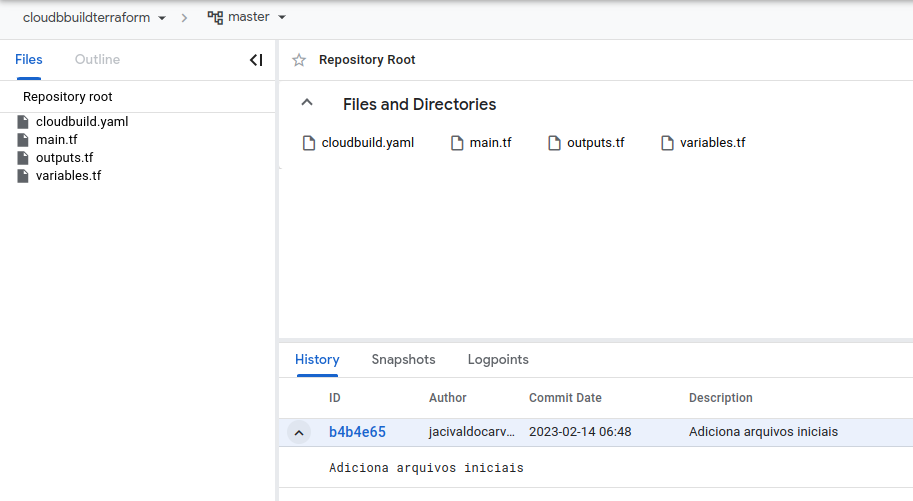 cloudbbuildterraform master
Files Outline
Repository root
cloudbuild.yaml
main.tf
outputs.tf
variables.tf
Repository Root
Files and Directories
cloudbuild.yaml main.tf outputs.tf variables.tf
History Snapshots Logpoints
ID Author Commit Date Description
b4b4e65 jacivaldocarv... 2023-02-14 06:48 Adiciona arquivos iniciais
Adiciona arquivos iniciais